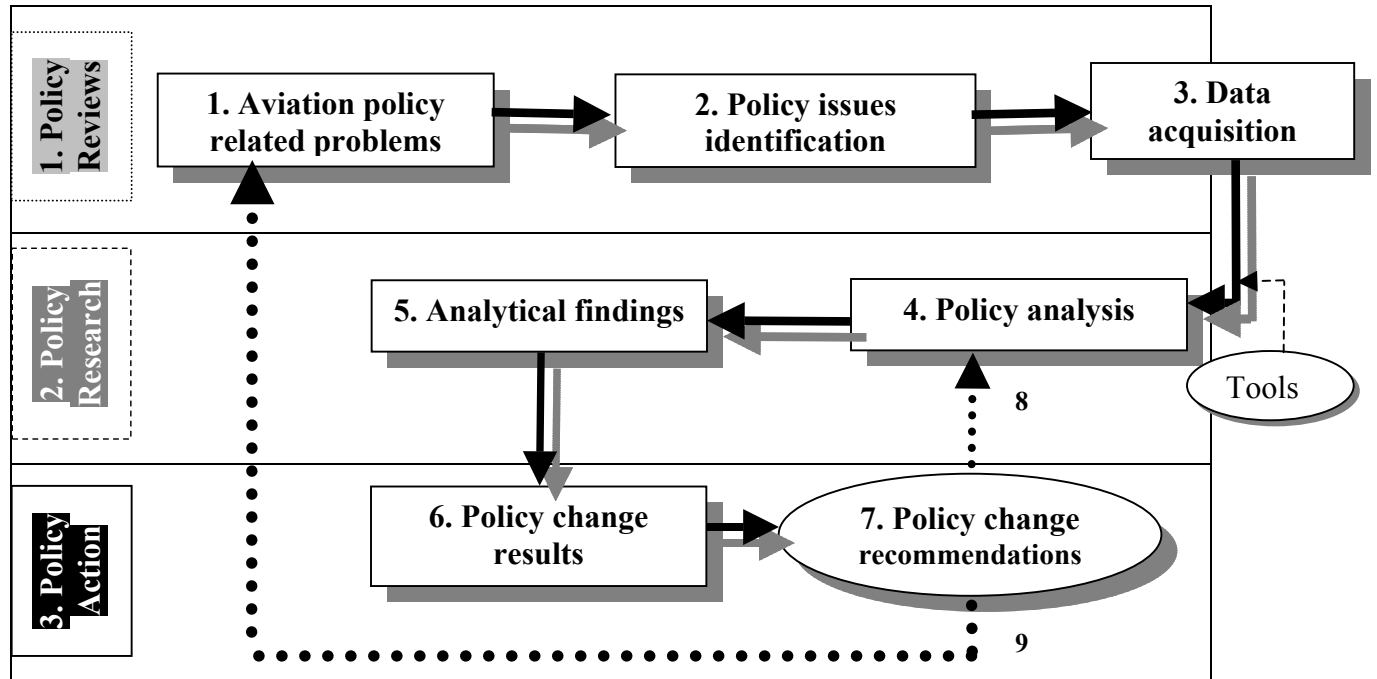 1. Policy
Reviews
1. Aviation policy
related problems
2. Policy issues
identification
3. Data
acquisition
2. Policy
Research
5. Analytical findings
4. Policy analysis
Tools
8
3. Policy
Action
6. Policy change
results
7. Policy change
recommendations
9